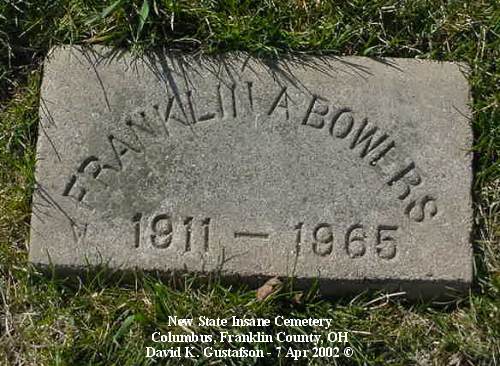 FRANKLIN A BOWERS
1911 – 1965
New State Insane Cemetery
Columbus, Franklin County, OH
David K. Gustafson - 7 Apr 2002 ©